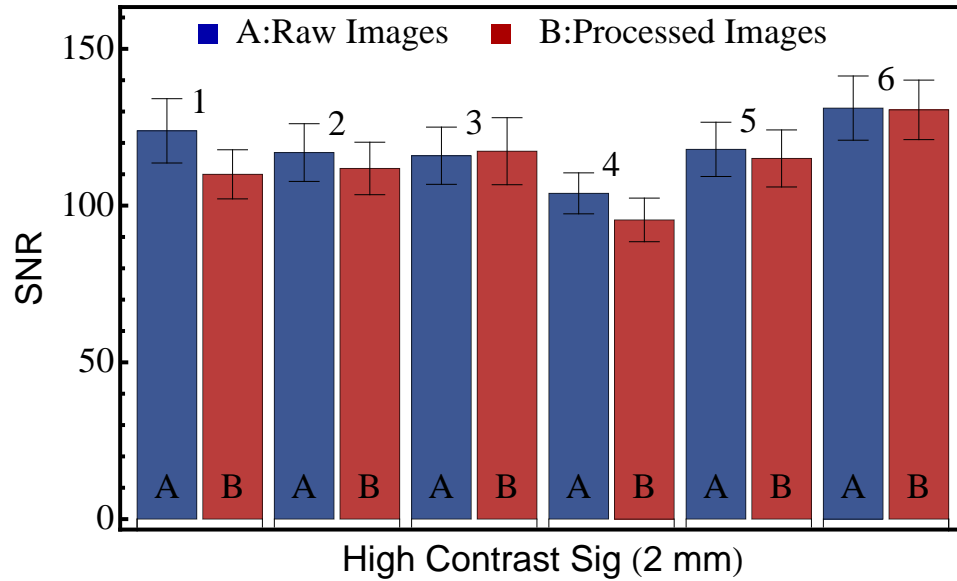 A:Raw Images B:Processed Images
150
100
50
0
SNR
1 2 3 4 5 6
A B A B A B A B A B A B
High Contrast Sig (2 mm)